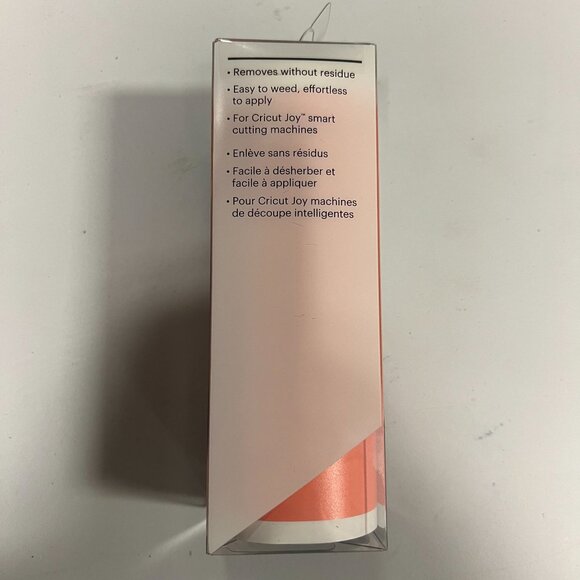 • Removes without residue
• Easy to weed, effortless
to apply
• For Cricut Joy™ smart
cutting machines
• Enlève sans résidus
• Facile à désherber et
facile à appliquer
• Pour Cricut Joy machines
de découpe intelligentes